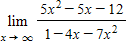 lim 5x² − 5x − 12
x→∞ 1 − 4x − 7x²